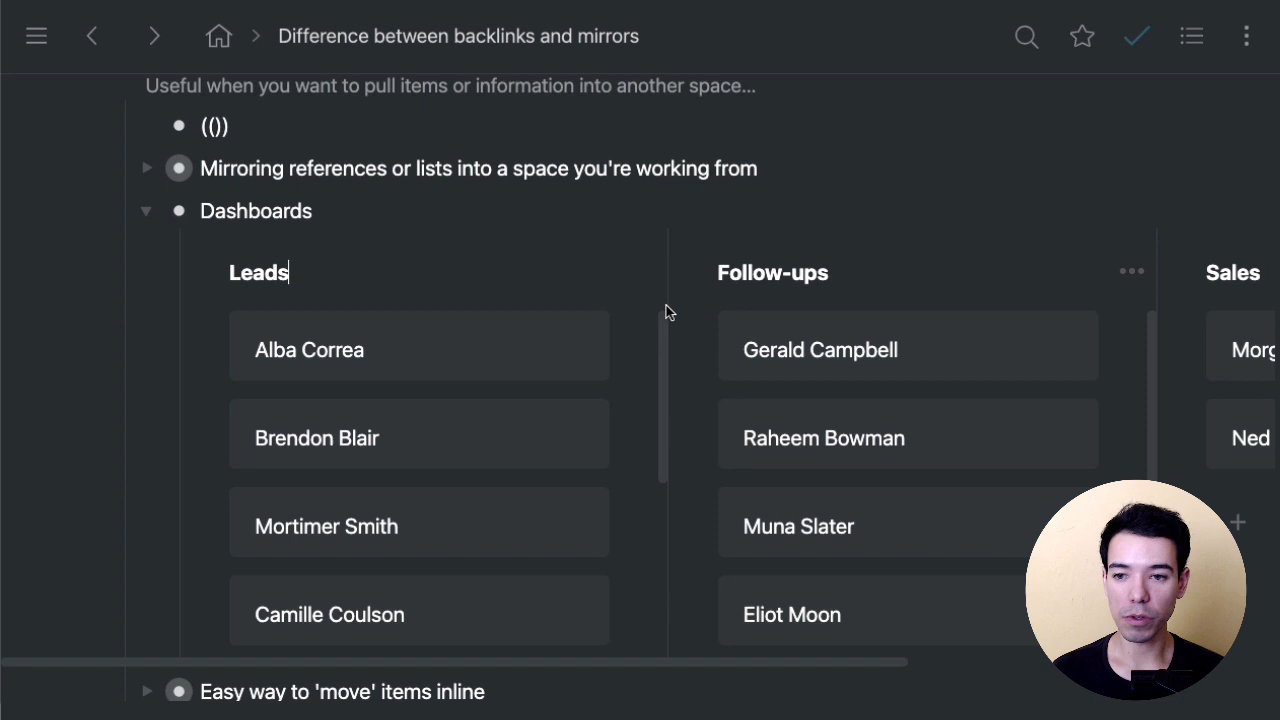 Difference between backlinks and mirrors
Useful when you want to pull items or information into another space...
(())
Mirroring references or lists into a space you're working from
Dashboards
Leads
Alba Correa
Brendon Blair
Mortimer Smith
Camille Coulson
Follow-ups
Gerald Campbell
Raheem Bowman
Muna Slater
Eliot Moon
Sales
Ned
Easy way to 'move' items inline